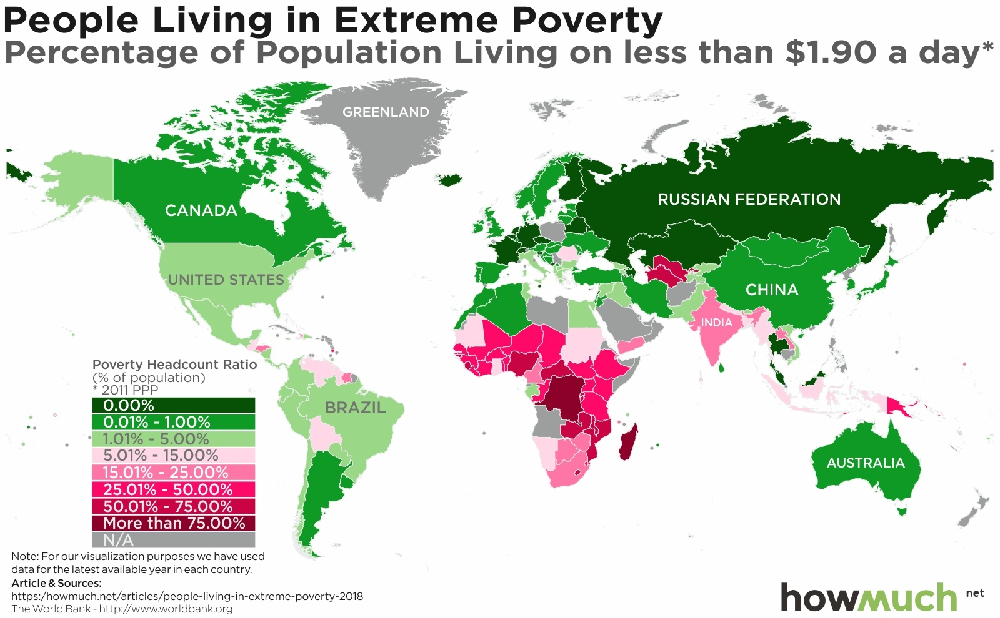 People Living in Extreme Poverty
Percentage of Population Living on less than $1.90 a day*
GREENLAND
RUSSIAN FEDERATION
CANADA
UNITED STATES
CHINA
INDIA
BRAZIL
AUSTRALIA
Poverty Headcount Ratio
(% of population)
* 2011 PPP
0.00%
0.01% - 1.00%
1.01% - 5.00%
5.01% - 15.00%
15.01% - 25.00%
25.01% - 50.00%
50.01% - 75.00%
More than 75.00%
N/A
Note: For our visualization purposes we have used
data for the latest available year in each country.
Article & Sources:
https:/howmuch.net/articles/people-living-in-extreme-poverty-2018
The World Bank - http://www.worldbank.org
howmuch net